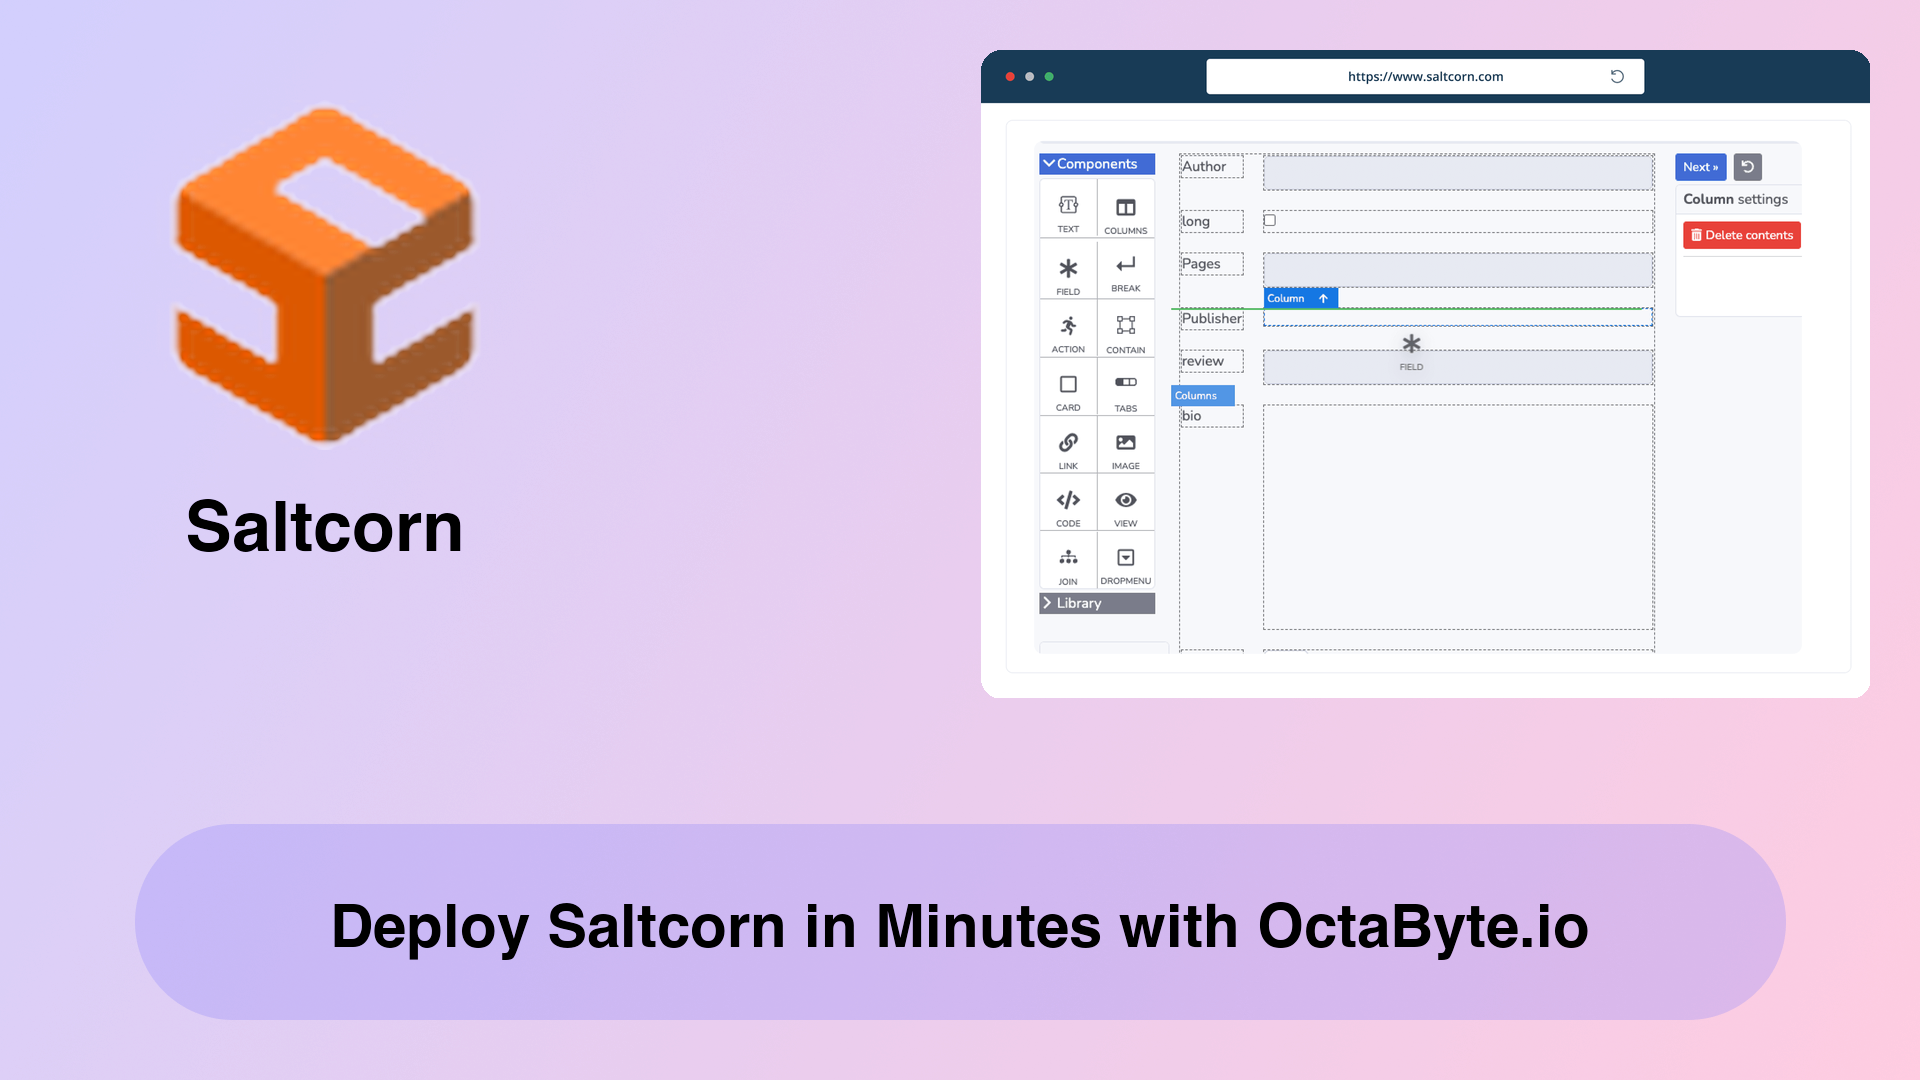 Saltcorn
https://www.saltcorn.com
Components
TEXT
COLUMNS
FIELD
BREAK
ACTION
CONTAIN
CARD
TABS
LINK
IMAGE
CODE
VIEW
JOIN
DROPMENU
Library
Author
long
Pages
Column
Publisher
FIELD
review
Columns
bio
Next »
Column settings
Delete contents
Deploy Saltcorn in Minutes with OctaByte.io